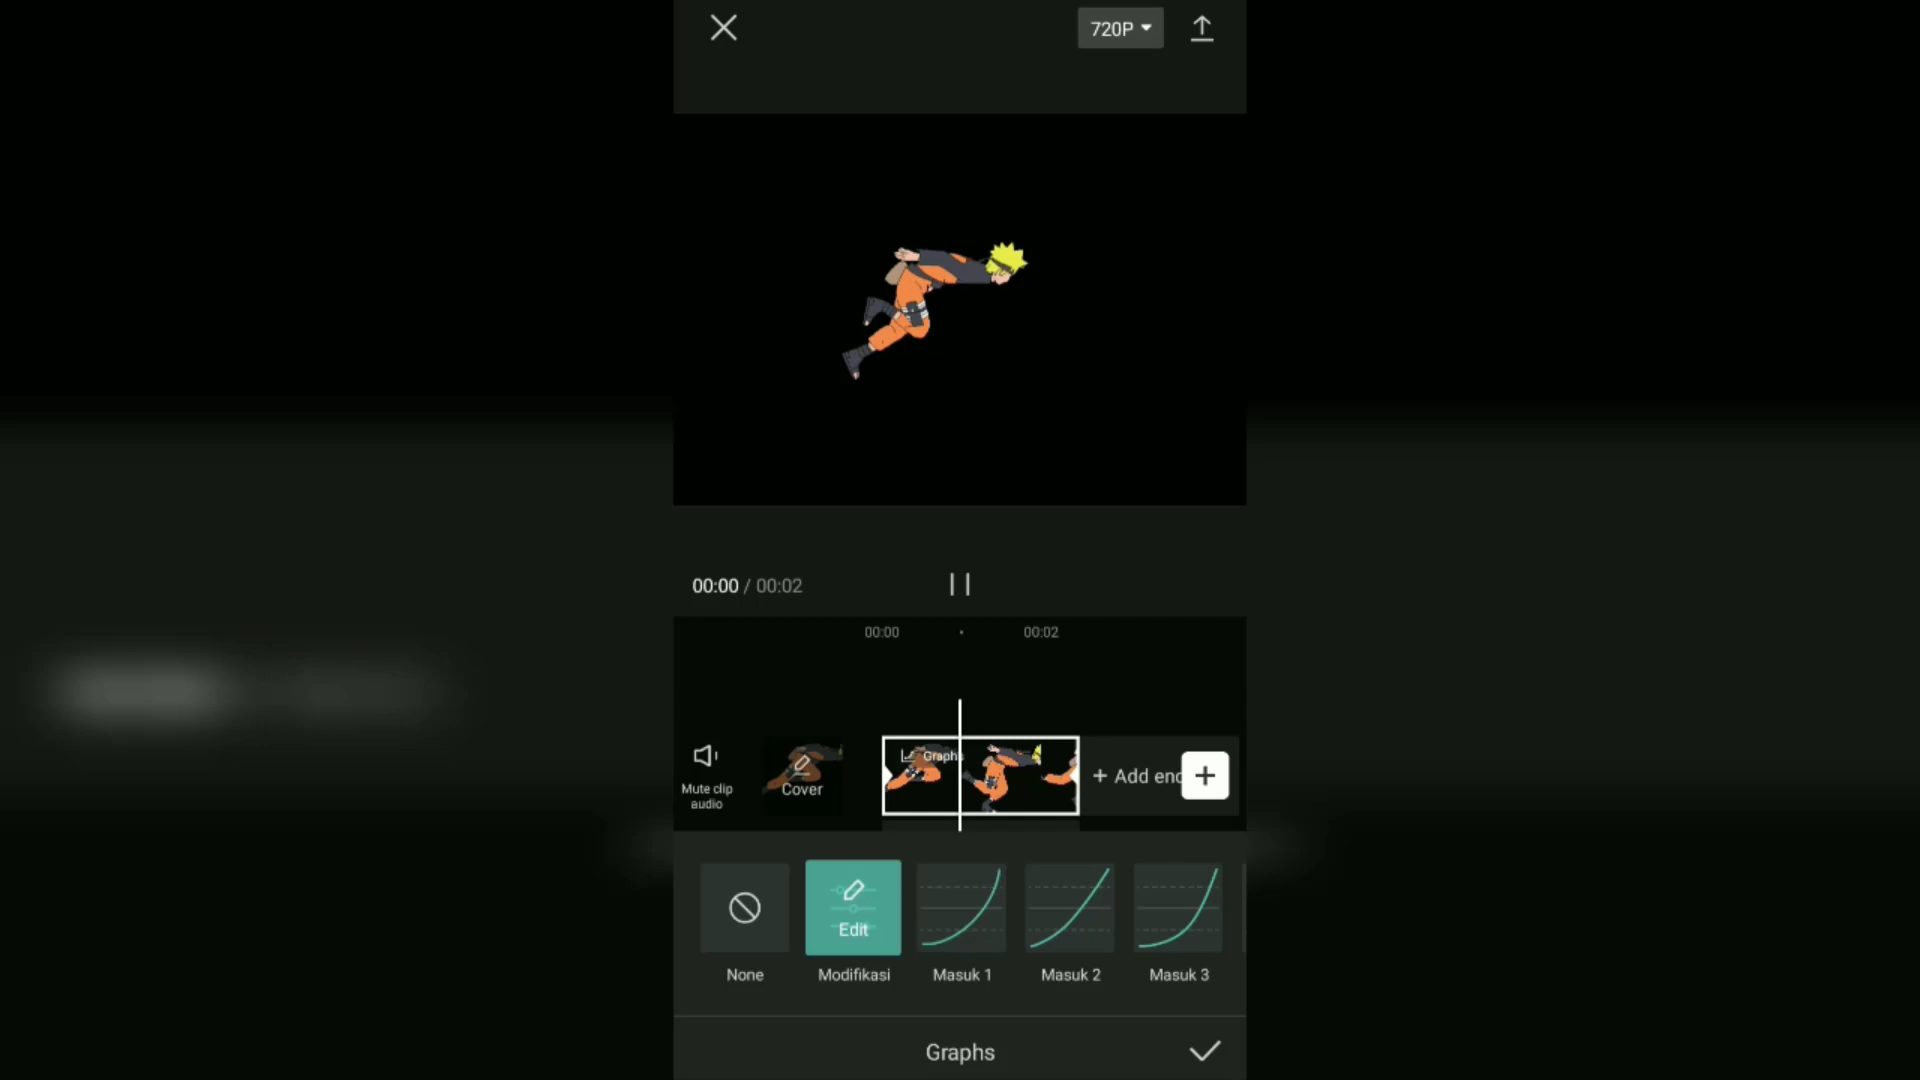 720P
00:00 / 00:02
00:00
00:02
Graphs
Mute clip
audio
Cover
+ Add end
Edit
None
Modifikasi
Masuk 1
Masuk 2
Masuk 3
Graphs